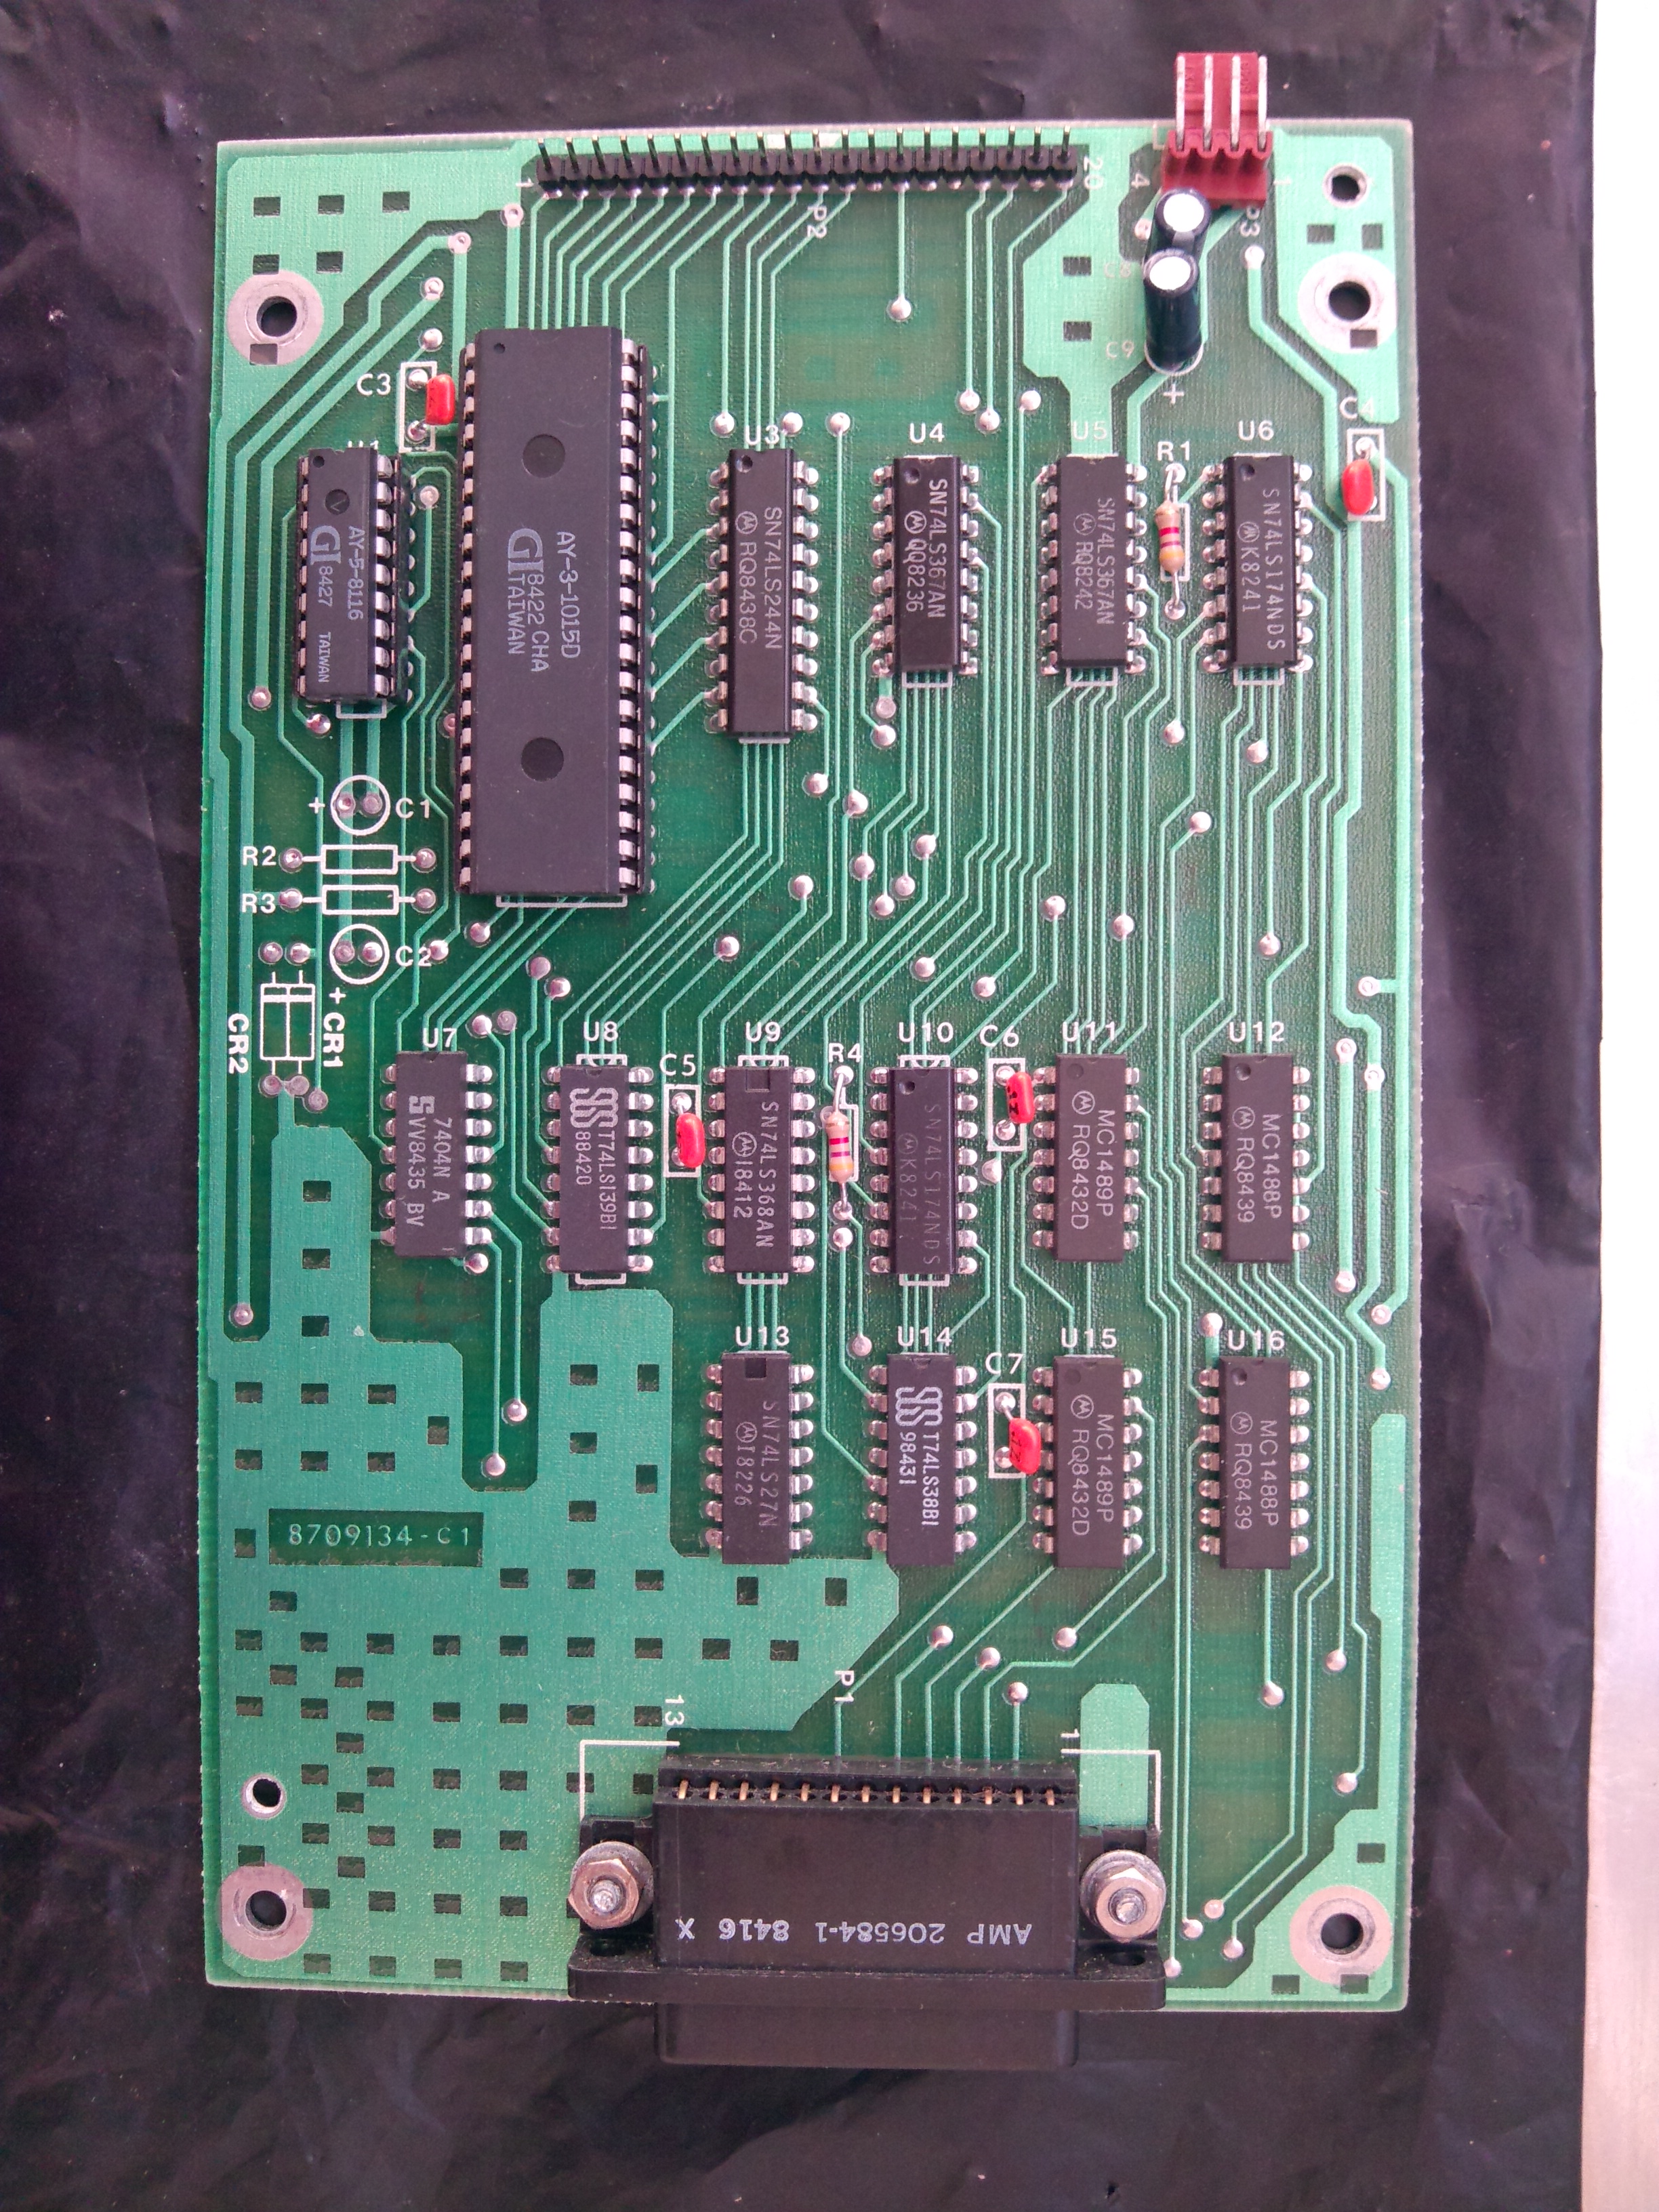 1
20
P2
4
1
P3
C8
C9
+
C3
C4
U1
U3
U4
U5
R1
U6
AY-5-8116
GI
8427 TAIWAN
AY-3-1015D
GI 8422 CHA
TAIWAN
SN74LS244N
RQ8438C
SN74LS367AN
QQ8236
SN74LS367AN
RQ8242
SN74LS174NDS
K8241
+
C1
R2
R3
C2
+
CR1
CR2
U7
U8
C5
U9
R4
U10
C6
U11
U12
7404N A
VV8435 BV
T74LS139B1
88420
SN74LS368AN
I8412
SN74LS174NDS
K8241
MC1489P
RQ8432D
MC1488P
RQ8439
U13
U14
C7
U15
U16
SN74LS27N
I8226
T74LS38B1
98431
MC1489P
RQ8432D
MC1488P
RQ8439
8709134-C1
P1
13
1
AMP 206584-1 8416 X